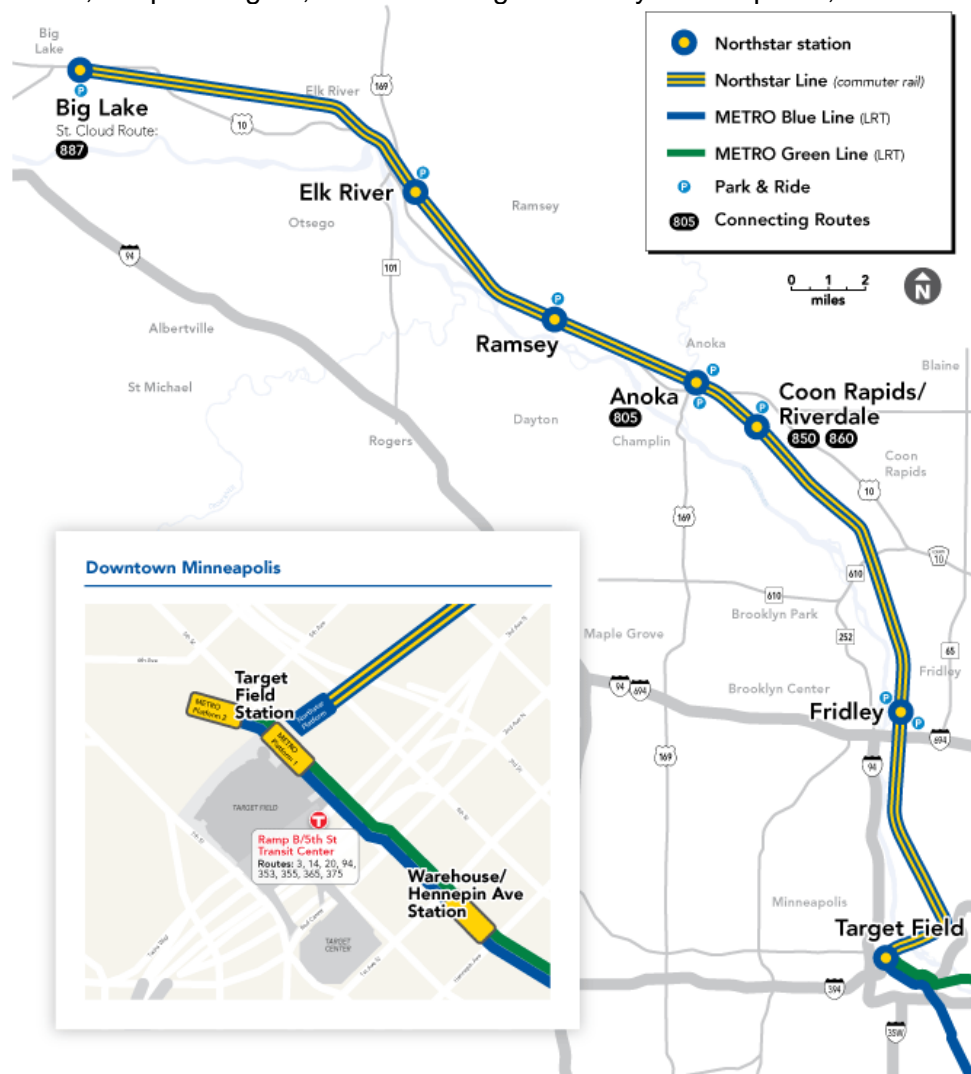 Big
Lake
Big Lake
St. Cloud Route:
887
P
10
Elk River
169
P
Elk River
Otsego
Ramsey
94
101
Albertville
St Michael
Rogers
P
Ramsey
Dayton
Anoka
P
P
Anoka
805
Champlin
P
Coon Rapids/
Riverdale
850 860
Blaine
Coon
Rapids
10
169
610
610
10
Brooklyn Park
252
65
Maple Grove
94 694
Brooklyn Center
Fridley
P
Fridley
P
694
94
169
Minneapolis
Target Field
394
35W
Northstar station
Northstar Line (commuter rail)
METRO Blue Line (LRT)
METRO Green Line (LRT)
P Park & Ride
805 Connecting Routes
0 1 2
miles
N
Downtown Minneapolis
Target
Field
Station
METRO
Platform 2
Northstar
Platform
METRO
Platform 1
TARGET FIELD
T
Ramp B/5th St
Transit Center
Routes: 3, 14, 20, 94,
353, 355, 365, 375
Warehouse/
Hennepin Ave
Station
TARGET
CENTER